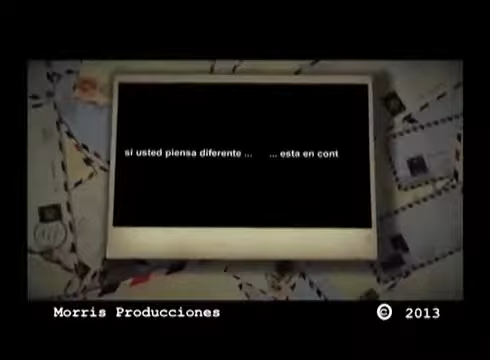 si usted piensa diferente ... ... esta en cont
Morris Producciones © 2013